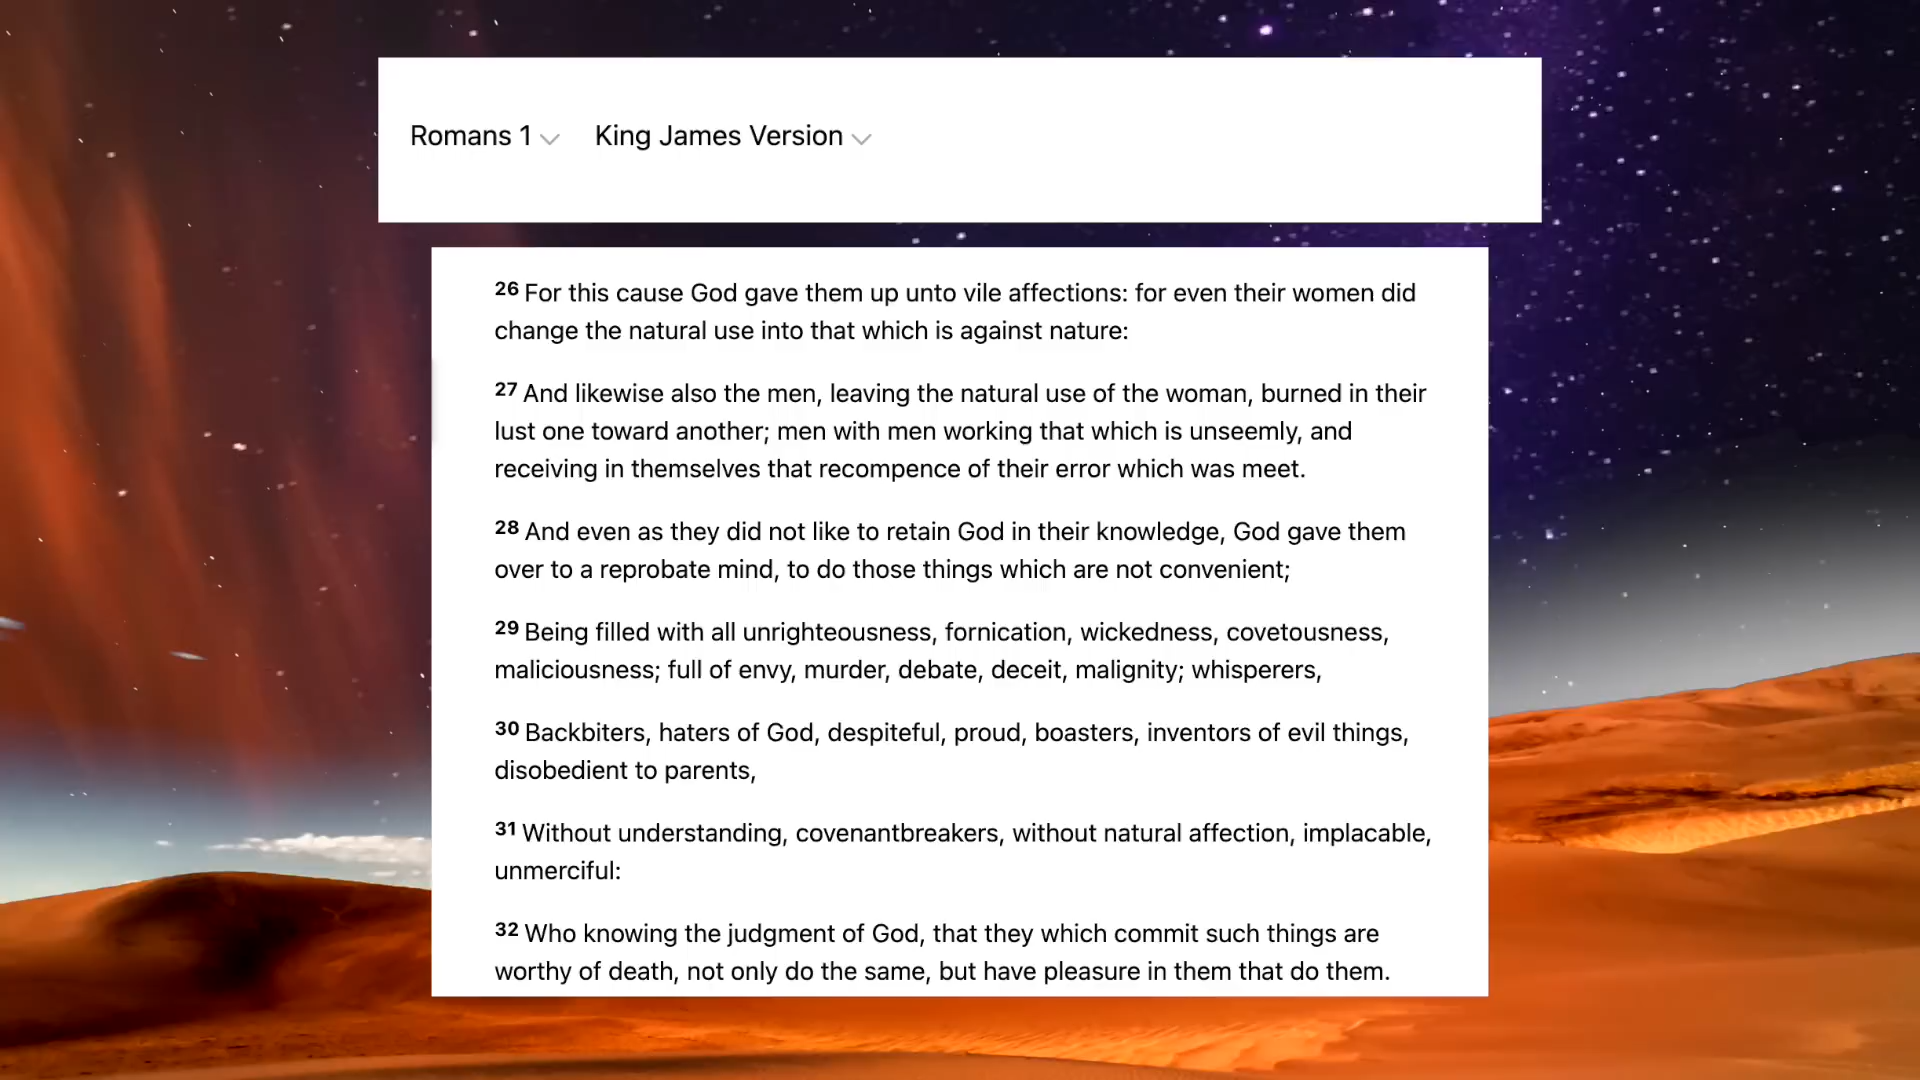 Romans 1 King James Version
26 For this cause God gave them up unto vile affections: for even their women did
change the natural use into that which is against nature:
27 And likewise also the men, leaving the natural use of the woman, burned in their
lust one toward another; men with men working that which is unseemly, and
receiving in themselves that recompence of their error which was meet.
28 And even as they did not like to retain God in their knowledge, God gave them
over to a reprobate mind, to do those things which are not convenient;
29 Being filled with all unrighteousness, fornication, wickedness, covetousness,
maliciousness; full of envy, murder, debate, deceit, malignity; whisperers,
30 Backbiters, haters of God, despiteful, proud, boasters, inventors of evil things,
disobedient to parents,
31 Without understanding, covenantbreakers, without natural affection, implacable,
unmerciful:
32 Who knowing the judgment of God, that they which commit such things are
worthy of death, not only do the same, but have pleasure in them that do them.